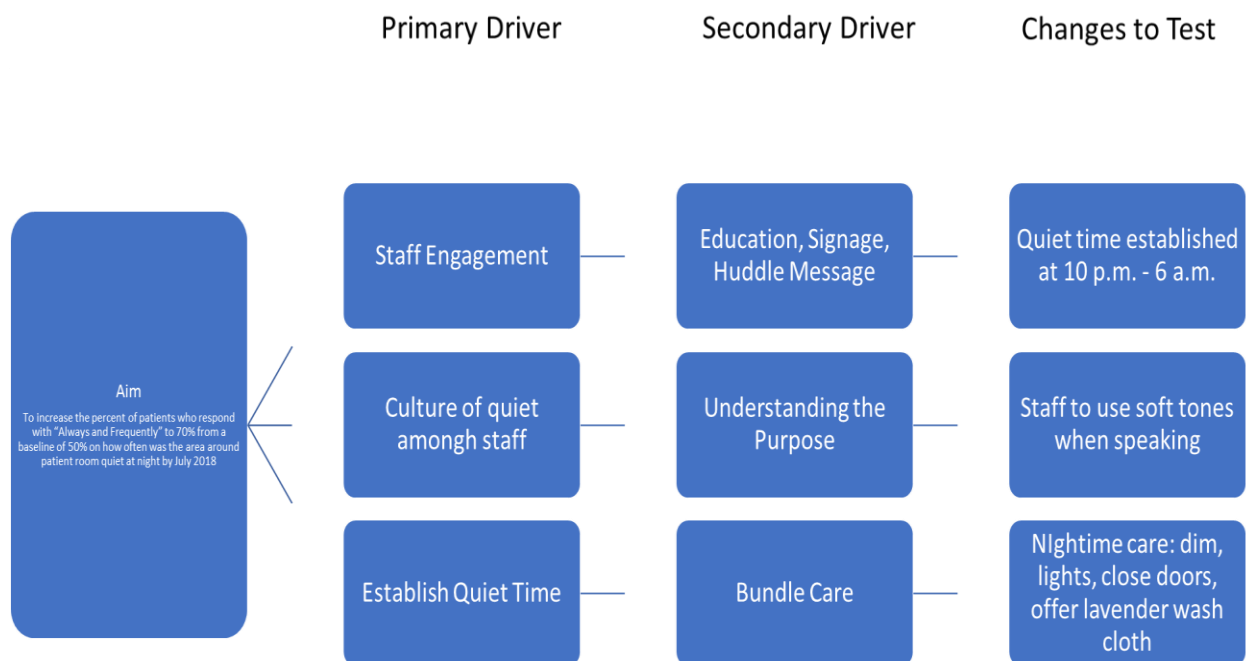 Primary Driver
Secondary Driver
Changes to Test
Aim
To increase the percent of patients who respond
with “Always and Frequently” to 70% from a
baseline of 50% on how often was the area around
patient room quiet at night by July 2018
Staff Engagement
Education, Signage,
Huddle Message
Quiet time established
at 10 p.m. - 6 a.m.
Culture of quiet
amongh staff
Understanding the
Purpose
Staff to use soft tones
when speaking
Establish Quiet Time
Bundle Care
NIghtime care: dim,
lights, close doors,
offer lavender wash
cloth